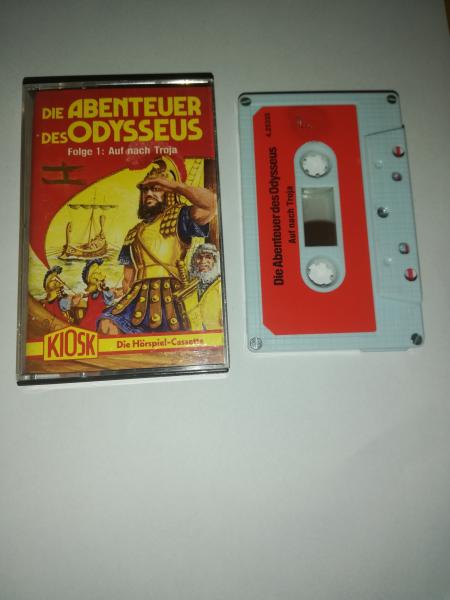 DIE ABENTEUER
DES ODYSSEUS
Folge 1: Auf nach Troja
KIOSK
Die Hörspiel-Cassette
Die Abenteuer des Odysseus
Auf nach Troja